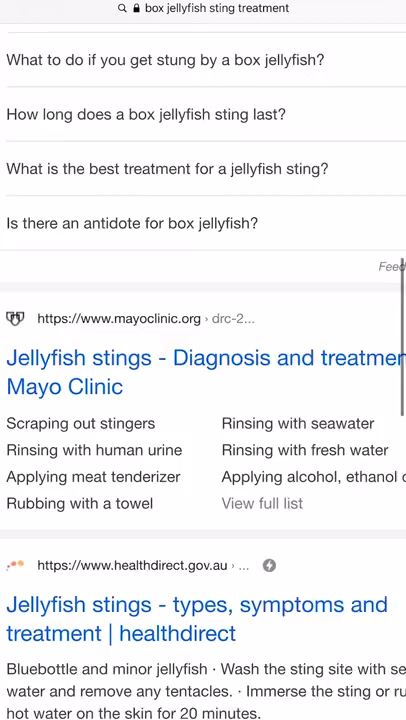 box jellyfish sting treatment
What to do if you get stung by a box jellyfish?
How long does a box jellyfish sting last?
What is the best treatment for a jellyfish sting?
Is there an antidote for box jellyfish?
Feed
https://www.mayoclinic.org › drc-2...
Jellyfish stings - Diagnosis and treatmen
Mayo Clinic
Scraping out stingers Rinsing with seawater
Rinsing with human urine Rinsing with fresh water
Applying meat tenderizer Applying alcohol, ethanol o
Rubbing with a towel View full list
https://www.healthdirect.gov.au › ...
Jellyfish stings - types, symptoms and
treatment | healthdirect
Bluebottle and minor jellyfish · Wash the sting site with se
water and remove any tentacles. · Immerse the sting or ru
hot water on the skin for 20 minutes.